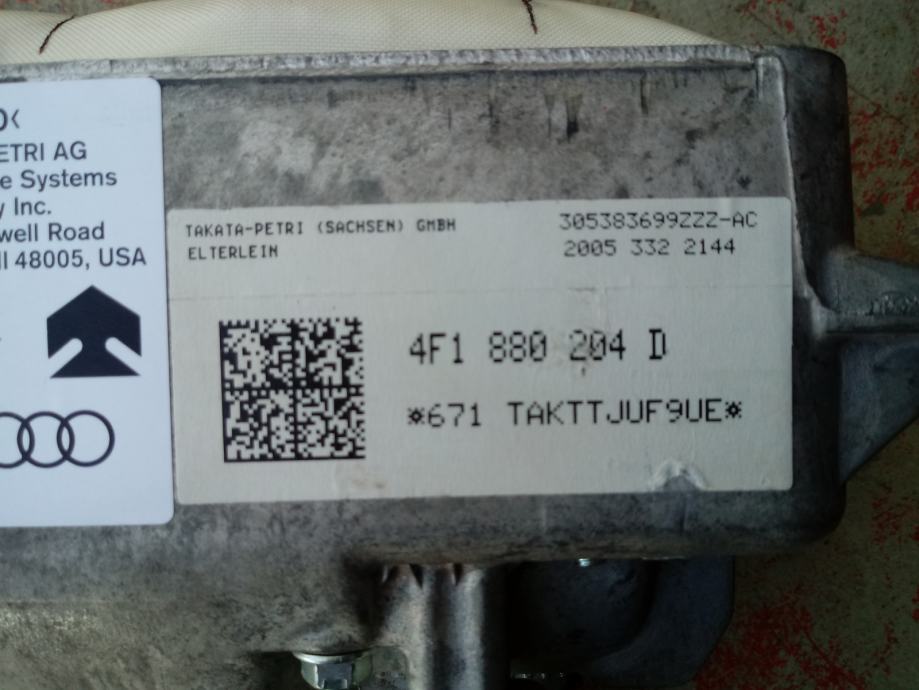 ETRI AG
e Systems
y Inc.
well Road
48005, USA
TAKATA-PETRI (SACHSEN) GMBH
ELTERLEIN
305383699ZZZ-AC
2005 332 2144
4F1 880 204 D
*671 TAKTTJUF9UE*